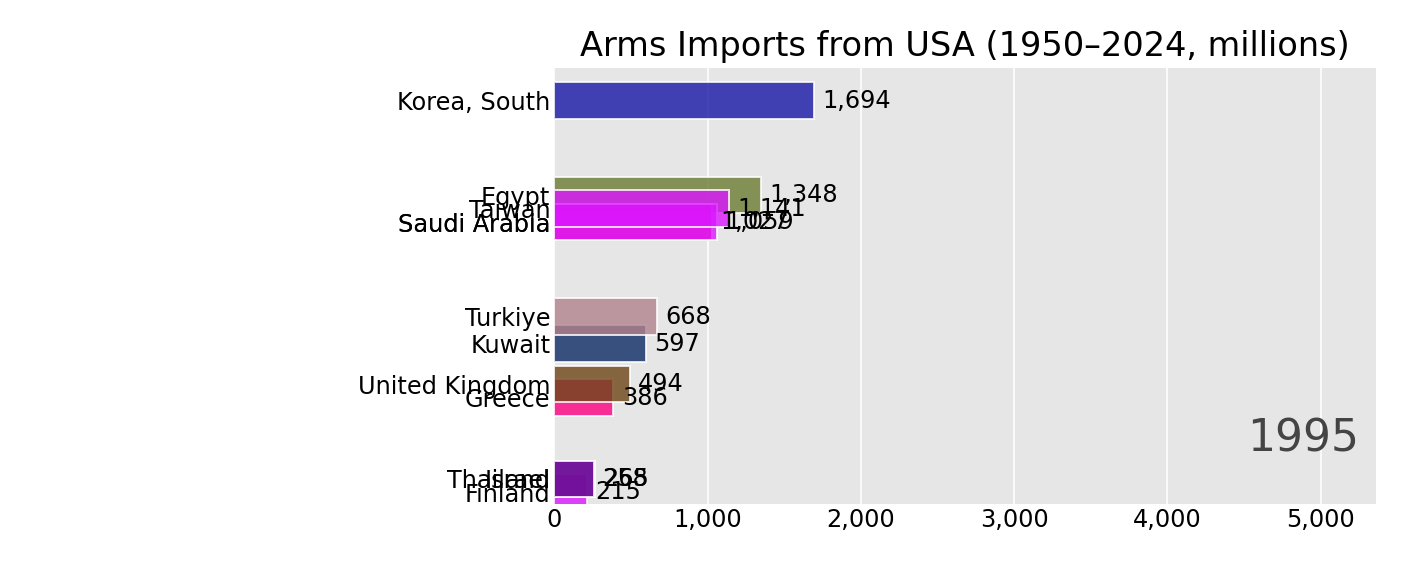 Arms Imports from USA (1950–2024, millions)
Korea, South 1,694
Egypt 1,348
Taiwan 1,141
Saudi Arabia 1,059
Turkiye 668
Kuwait 597
United Kingdom 494
Greece 386
Thailand 268
Israel
Finland 215
1995
0 1,000 2,000 3,000 4,000 5,000